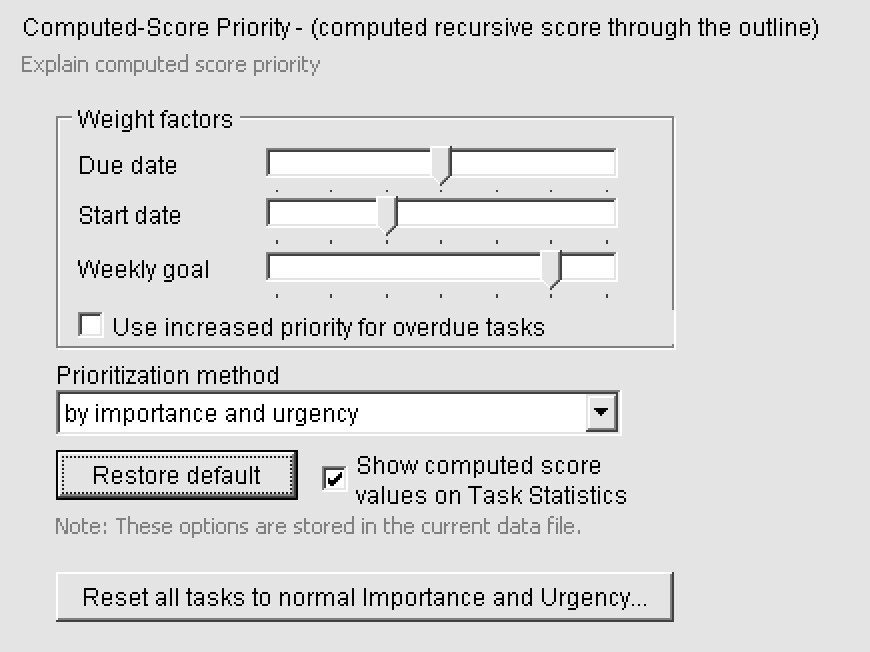 Computed-Score Priority - (computed recursive score through the outline)
Explain computed score priority
Weight factors
Due date
Start date
Weekly goal
Use increased priority for overdue tasks
Prioritization method
by importance and urgency
Restore default
Show computed score
values on Task Statistics
Note: These options are stored in the current data file.
Reset all tasks to normal Importance and Urgency...